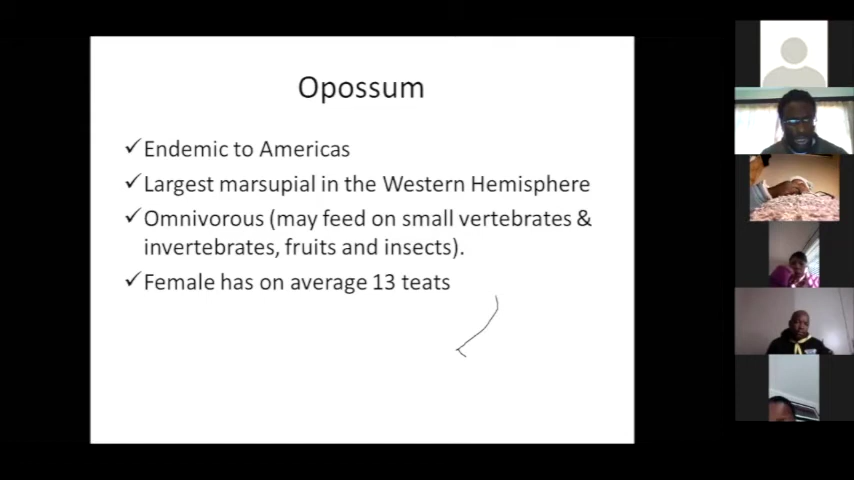 Opossum
✓Endemic to Americas
✓Largest marsupial in the Western Hemisphere
✓Omnivorous (may feed on small vertebrates &
invertebrates, fruits and insects).
✓Female has on average 13 teats